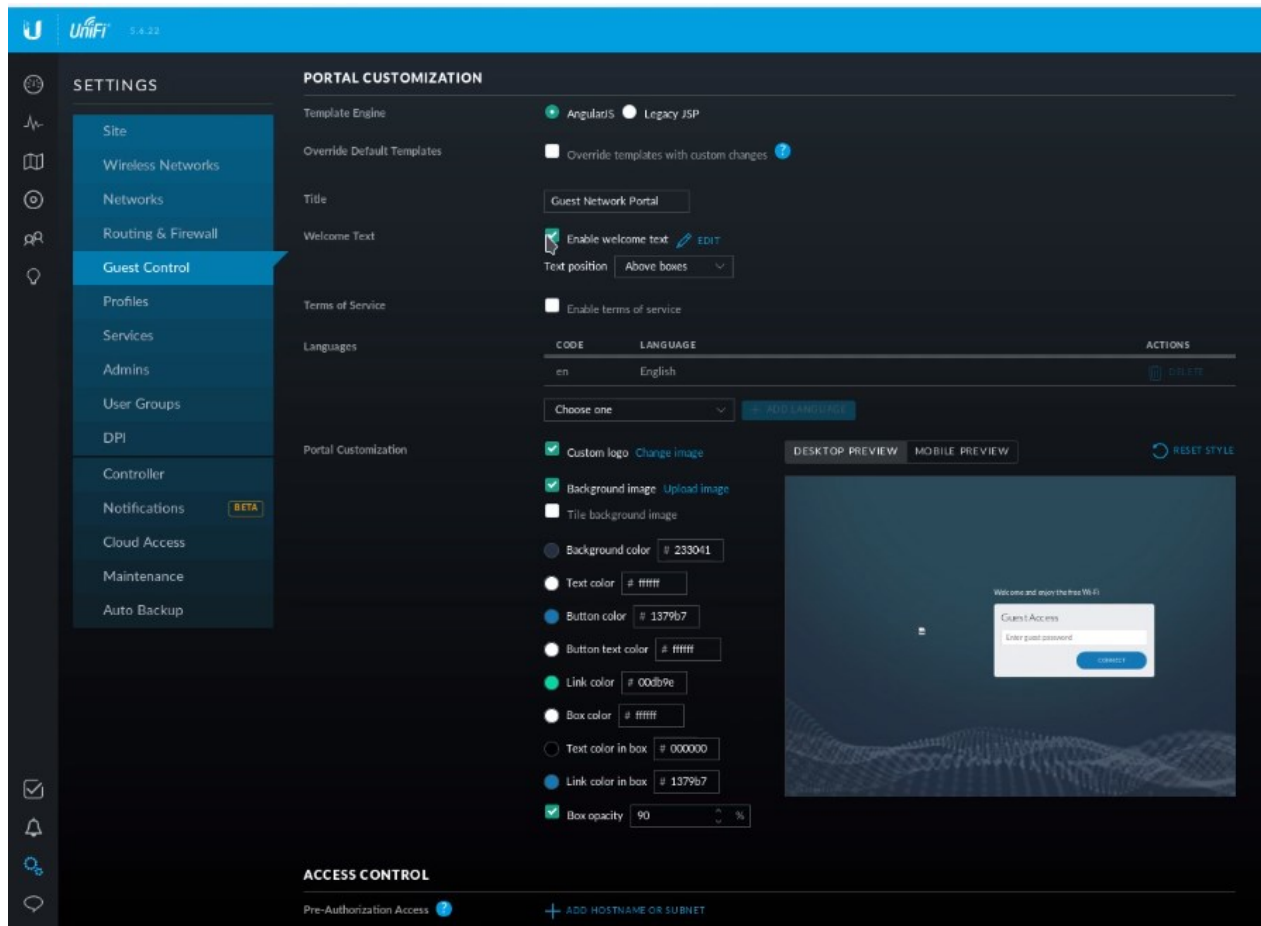 UniFi 5.6.22
SETTINGS
Site
Wireless Networks
Networks
Routing & Firewall
Guest Control
Profiles
Services
Admins
User Groups
DPI
Controller
Notifications BETA
Cloud Access
Maintenance
Auto Backup
PORTAL CUSTOMIZATION
Template Engine AngularJS Legacy JSP
Override Default Templates Override templates with custom changes ?
Title Guest Network Portal
Welcome Text Enable welcome text EDIT
Text position Above boxes
Terms of Service Enable terms of service
Languages CODE LANGUAGE ACTIONS
en English DELETE
Choose one + ADD LANGUAGE
Portal Customization Custom logo Change image DESKTOP PREVIEW MOBILE PREVIEW RESET STYLE
Background image Upload image
Tile background image
Background color # 233041
Text color # ffffff
Button color # 1379b7
Button text color # ffffff
Link color # 00db9e
Box color # ffffff
Text color in box # 000000
Link color in box # 1379b7
Box opacity 90 %
Welcome and enjoy the free Wi-Fi
Guest Access
Enter guest password
CONNECT
ACCESS CONTROL
Pre-Authorization Access ? + ADD HOSTNAME OR SUBNET